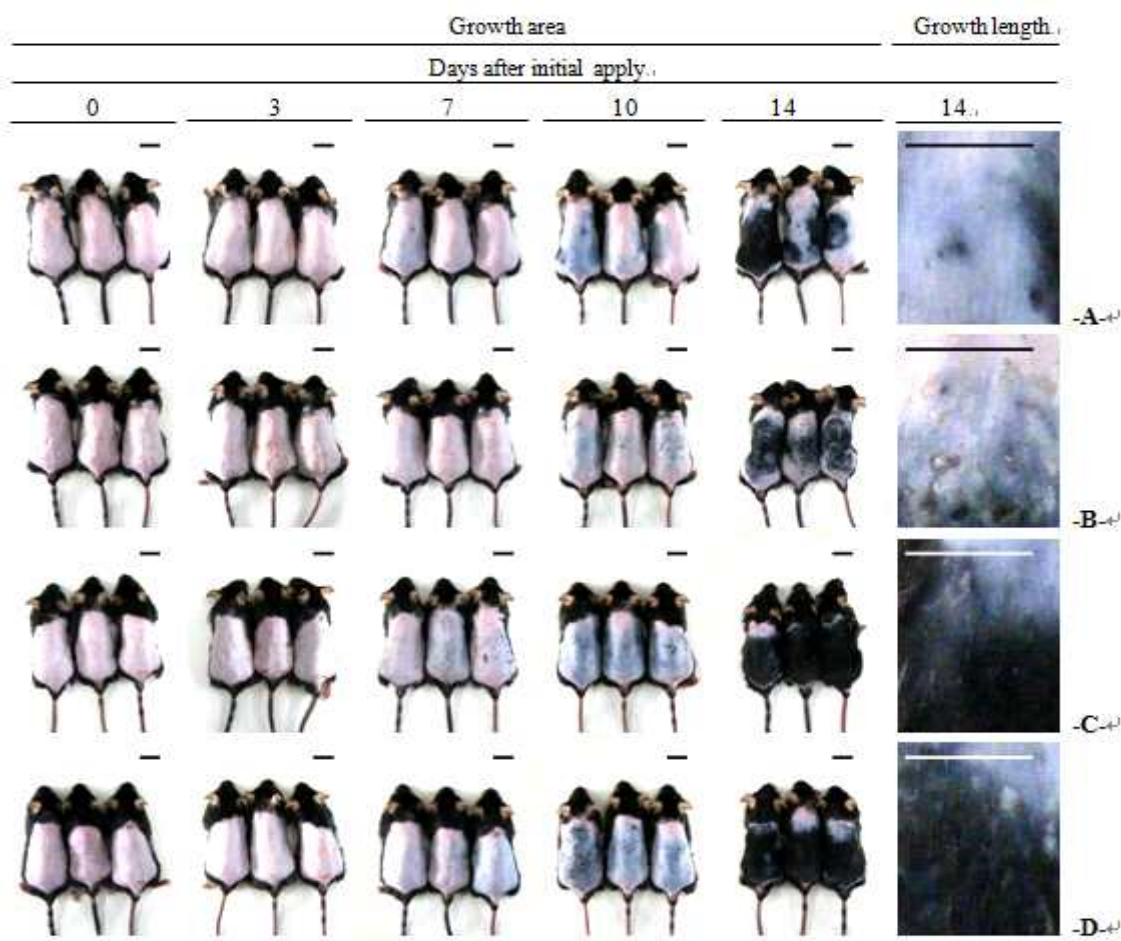 Growth area Growth length
Days after initial apply.
0 3 7 10 14 14
-A-
-B-
-C-
-D-